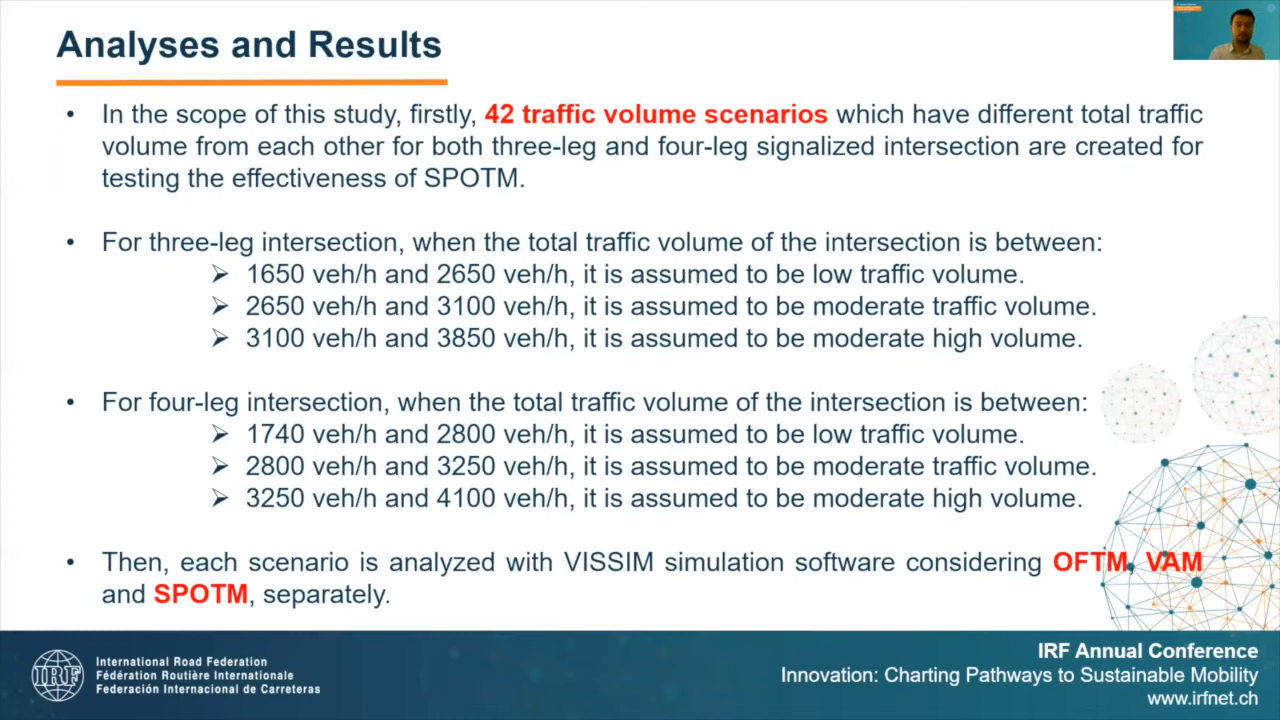 Analyses and Results
• In the scope of this study, firstly, 42 traffic volume scenarios which have different total traffic
volume from each other for both three-leg and four-leg signalized intersection are created for
testing the effectiveness of SPOTM.
• For three-leg intersection, when the total traffic volume of the intersection is between:
➢ 1650 veh/h and 2650 veh/h, it is assumed to be low traffic volume.
➢ 2650 veh/h and 3100 veh/h, it is assumed to be moderate traffic volume.
➢ 3100 veh/h and 3850 veh/h, it is assumed to be moderate high volume.
• For four-leg intersection, when the total traffic volume of the intersection is between:
➢ 1740 veh/h and 2800 veh/h, it is assumed to be low traffic volume.
➢ 2800 veh/h and 3250 veh/h, it is assumed to be moderate traffic volume.
➢ 3250 veh/h and 4100 veh/h, it is assumed to be moderate high volume.
• Then, each scenario is analyzed with VISSIM simulation software considering OFTM, VAM
and SPOTM, separately.
IRF
International Road Federation
Fédération Routière Internationale
Federación Internacional de Carreteras
IRF Annual Conference
Innovation: Charting Pathways to Sustainable Mobility
www.irfnet.ch